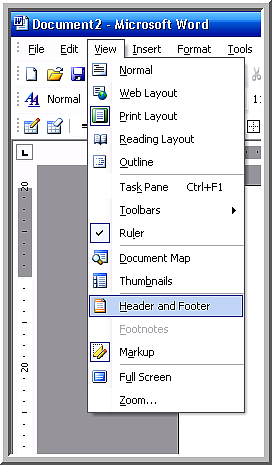 Document2 - Microsoft Word
File Edit View Insert Format Tools
Normal
Web Layout
AA Normal
Print Layout
Reading Layout
Outline
Task Pane Ctrl+F1
Toolbars
Ruler
Document Map
Thumbnails
Header and Footer
Footnotes
Markup
Full Screen
Zoom...
20
20